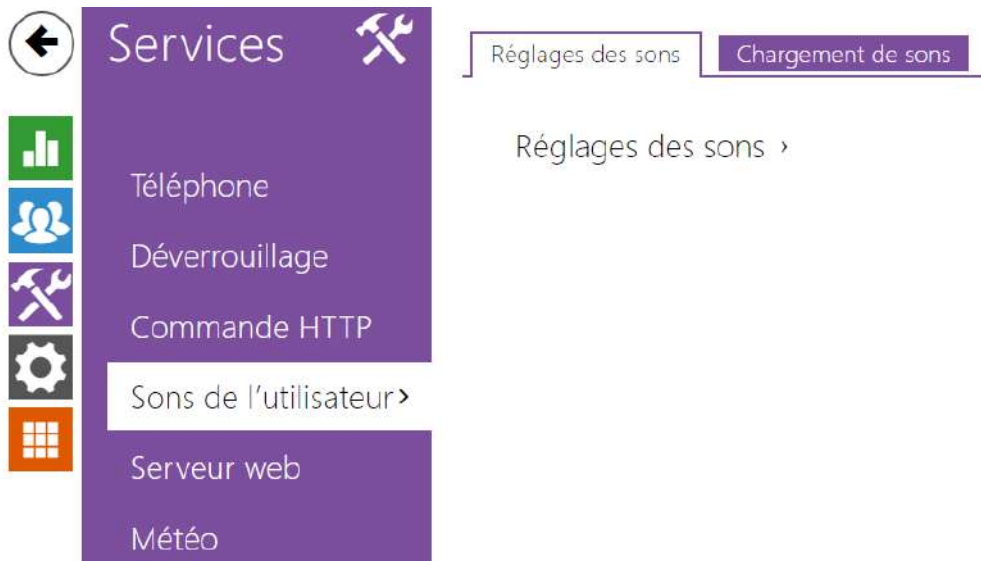 Services
Téléphone
Déverrouillage
Commande HTTP
Sons de l'utilisateur
Serveur web
Météo
Réglages des sons
Chargement de sons
Réglages des sons ›